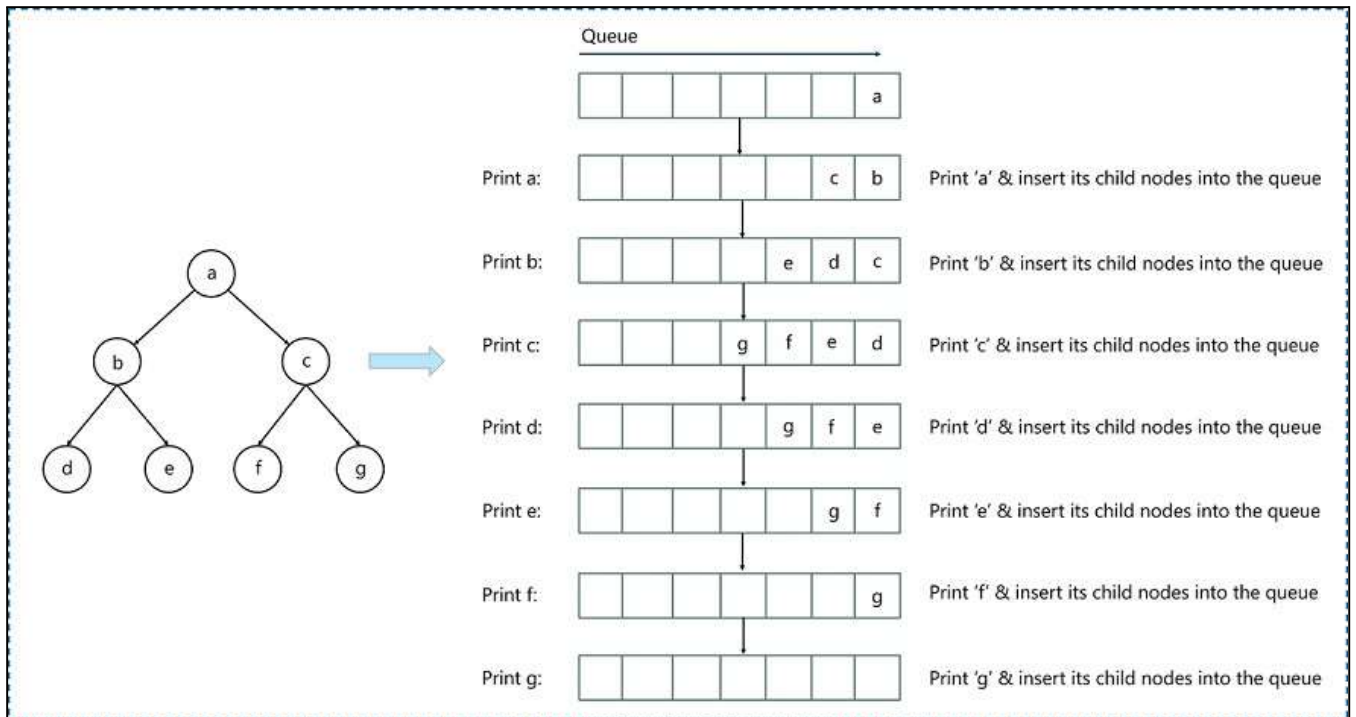 Queue
a
Print a: c b Print 'a' & insert its child nodes into the queue
Print b: e d c Print 'b' & insert its child nodes into the queue
Print c: g f e d Print 'c' & insert its child nodes into the queue
Print d: g f e Print 'd' & insert its child nodes into the queue
Print e: g f Print 'e' & insert its child nodes into the queue
Print f: g Print 'f' & insert its child nodes into the queue
Print g: Print 'g' & insert its child nodes into the queue
a
b c
d e f g